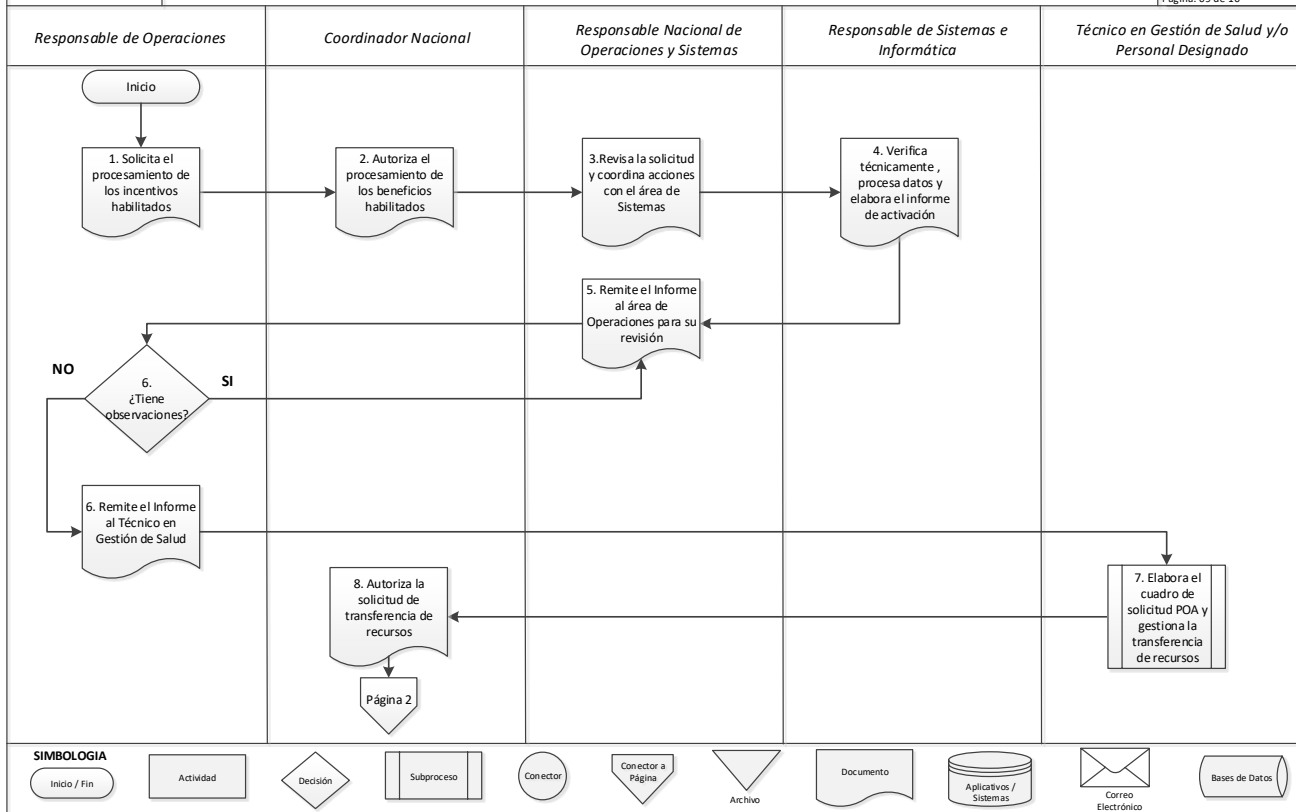 Página: 09 de 10
Responsable de Operaciones
Coordinador Nacional
Responsable Nacional de
Operaciones y Sistemas
Responsable de Sistemas e
Informática
Técnico en Gestión de Salud y/o
Personal Designado
Inicio
1. Solicita el
procesamiento de
los incentivos
habilitados
2. Autoriza el
procesamiento de
los beneficios
habilitados
3.Revisa la solicitud
y coordina acciones
con el área de
Sistemas
4. Verifica
técnicamente ,
procesa datos y
elabora el informe
de activación
5. Remite el Informe
al área de
Operaciones para su
revisión
NO
6.
¿Tiene
observaciones?
SI
6. Remite el Informe
al Técnico en
Gestión de Salud
7. Elabora el
cuadro de
solicitud POA y
gestiona la
transferencia
de recursos
8. Autoriza la
solicitud de
transferencia de
recursos
Página 2
SIMBOLOGIA
Inicio / Fin
Actividad
Decisión
Subproceso
Conector
Conector a
Página
Archivo
Documento
Aplicativos /
Sistemas
Correo
Electrónico
Bases de Datos